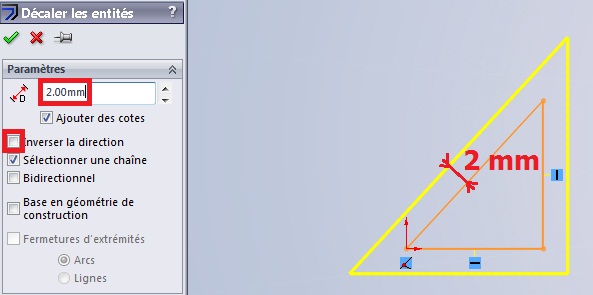 Décaler les entités
?
Paramètres
D
2.00mm
Ajouter des cotes
Inverser la direction
Sélectionner une chaîne
Bidirectionnel
Base en géométrie de
construction
Fermetures d'extrémités
Arcs
Lignes
2 mm